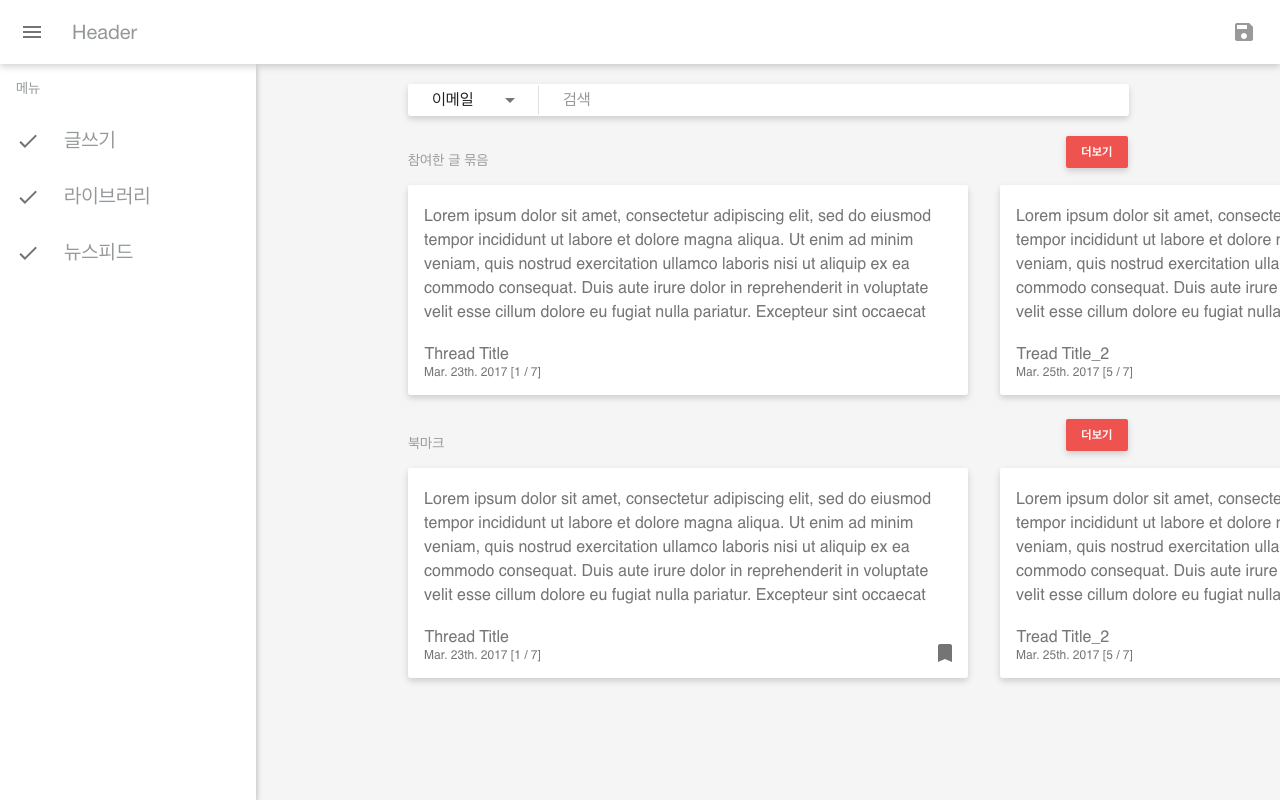 Header
메뉴
글쓰기
라이브러리
뉴스피드
이메일
검색
참여한 글 묶음
더보기
Lorem ipsum dolor sit amet, consectetur adipiscing elit, sed do eiusmod
tempor incididunt ut labore et dolore magna aliqua. Ut enim ad minim
veniam, quis nostrud exercitation ullamco laboris nisi ut aliquip ex ea
commodo consequat. Duis aute irure dolor in reprehenderit in voluptate
velit esse cillum dolore eu fugiat nulla pariatur. Excepteur sint occaecat
Thread Title
Mar. 23th. 2017 [1 / 7]
Lorem ipsum dolor sit amet, consecte
tempor incididunt ut labore et dolore
veniam, quis nostrud exercitation ulla
commodo consequat. Duis aute irure
velit esse cillum dolore eu fugiat nulla
Tread Title_2
Mar. 25th. 2017 [5 / 7]
북마크
더보기
Lorem ipsum dolor sit amet, consectetur adipiscing elit, sed do eiusmod
tempor incididunt ut labore et dolore magna aliqua. Ut enim ad minim
veniam, quis nostrud exercitation ullamco laboris nisi ut aliquip ex ea
commodo consequat. Duis aute irure dolor in reprehenderit in voluptate
velit esse cillum dolore eu fugiat nulla pariatur. Excepteur sint occaecat
Thread Title
Mar. 23th. 2017 [1 / 7]
Lorem ipsum dolor sit amet, consecte
tempor incididunt ut labore et dolore
veniam, quis nostrud exercitation ulla
commodo consequat. Duis aute irure
velit esse cillum dolore eu fugiat nulla
Tread Title_2
Mar. 25th. 2017 [5 / 7]